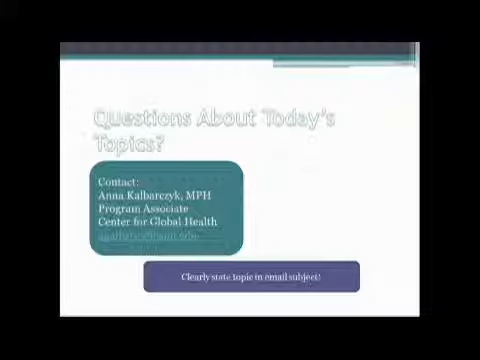 Questions About Today's
Topics?
Contact:
Anna Kalbarczyk, MPH
Program Associate
Center for Global Health
Clearly state topic in email subject!